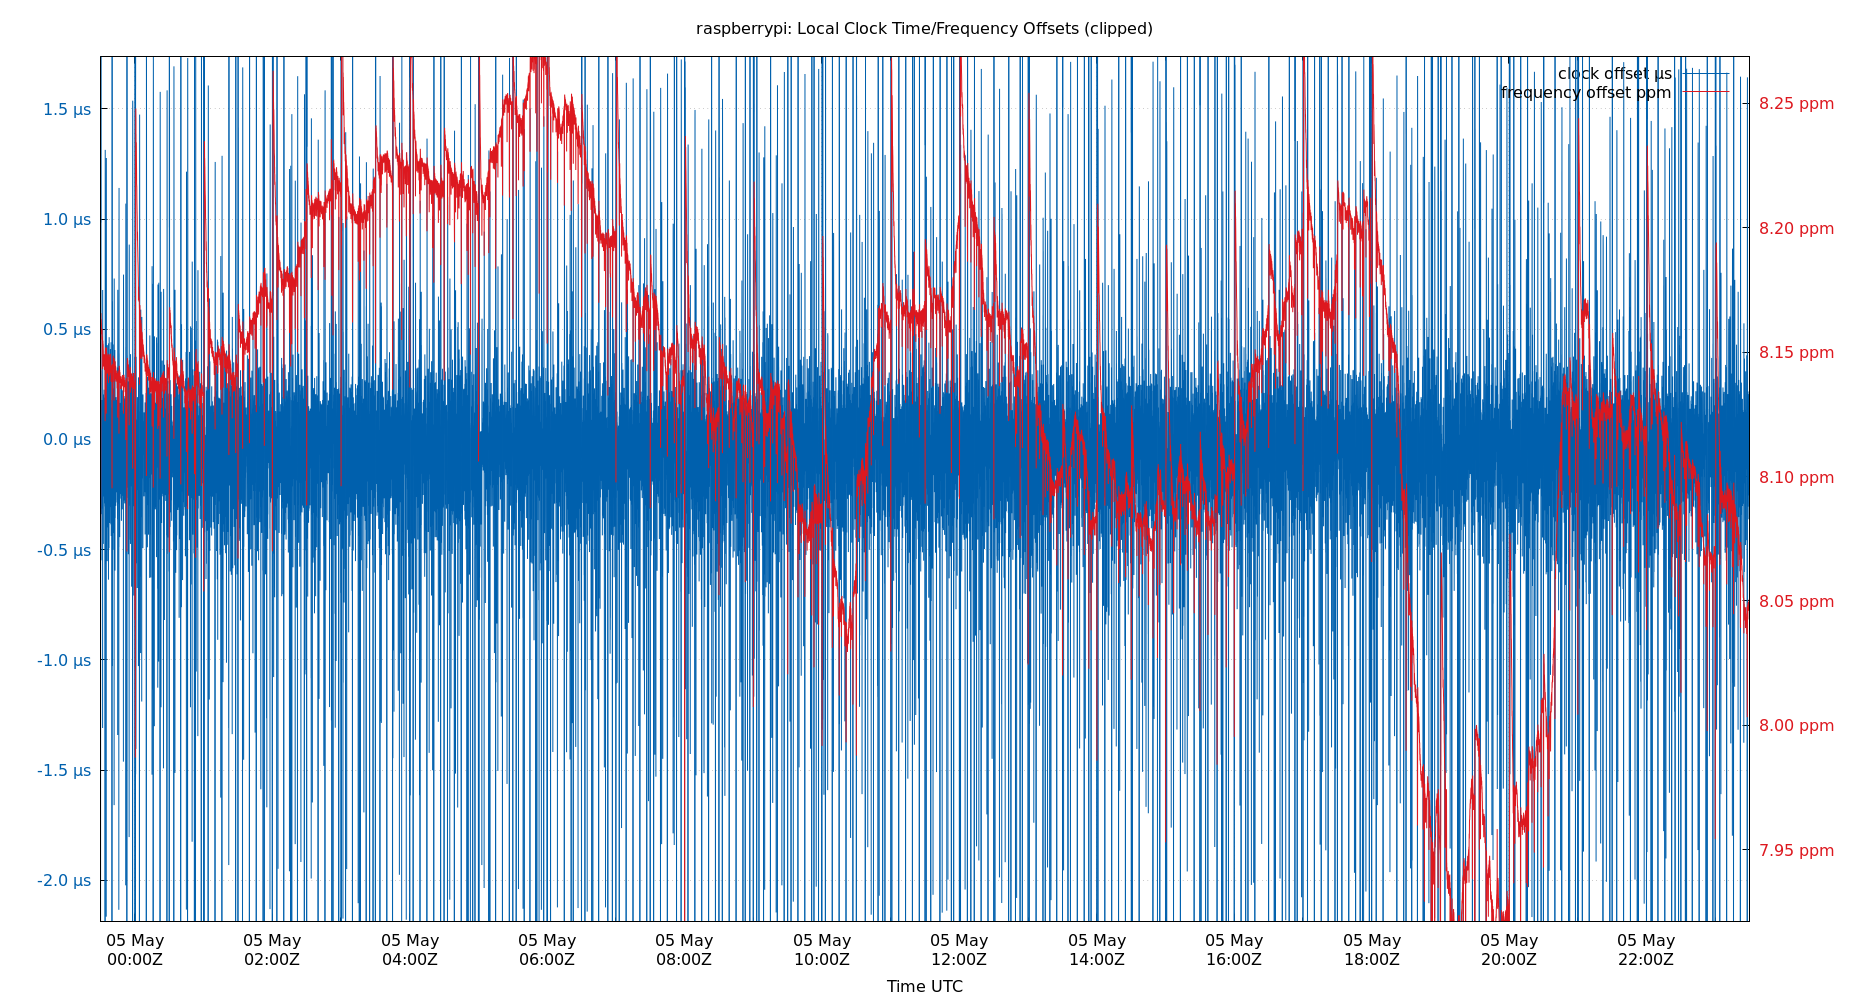 raspberrypi: Local Clock Time/Frequency Offsets (clipped)
clock offset µs
frequency offset ppm
1.5 µs
1.0 µs
0.5 µs
0.0 µs
-0.5 µs
-1.0 µs
-1.5 µs
-2.0 µs
8.25 ppm
8.20 ppm
8.15 ppm
8.10 ppm
8.05 ppm
8.00 ppm
7.95 ppm
05 May 05 May 05 May 05 May 05 May 05 May 05 May 05 May 05 May 05 May 05 May 05 May
00:00Z 02:00Z 04:00Z 06:00Z 08:00Z 10:00Z 12:00Z 14:00Z 16:00Z 18:00Z 20:00Z 22:00Z
Time UTC